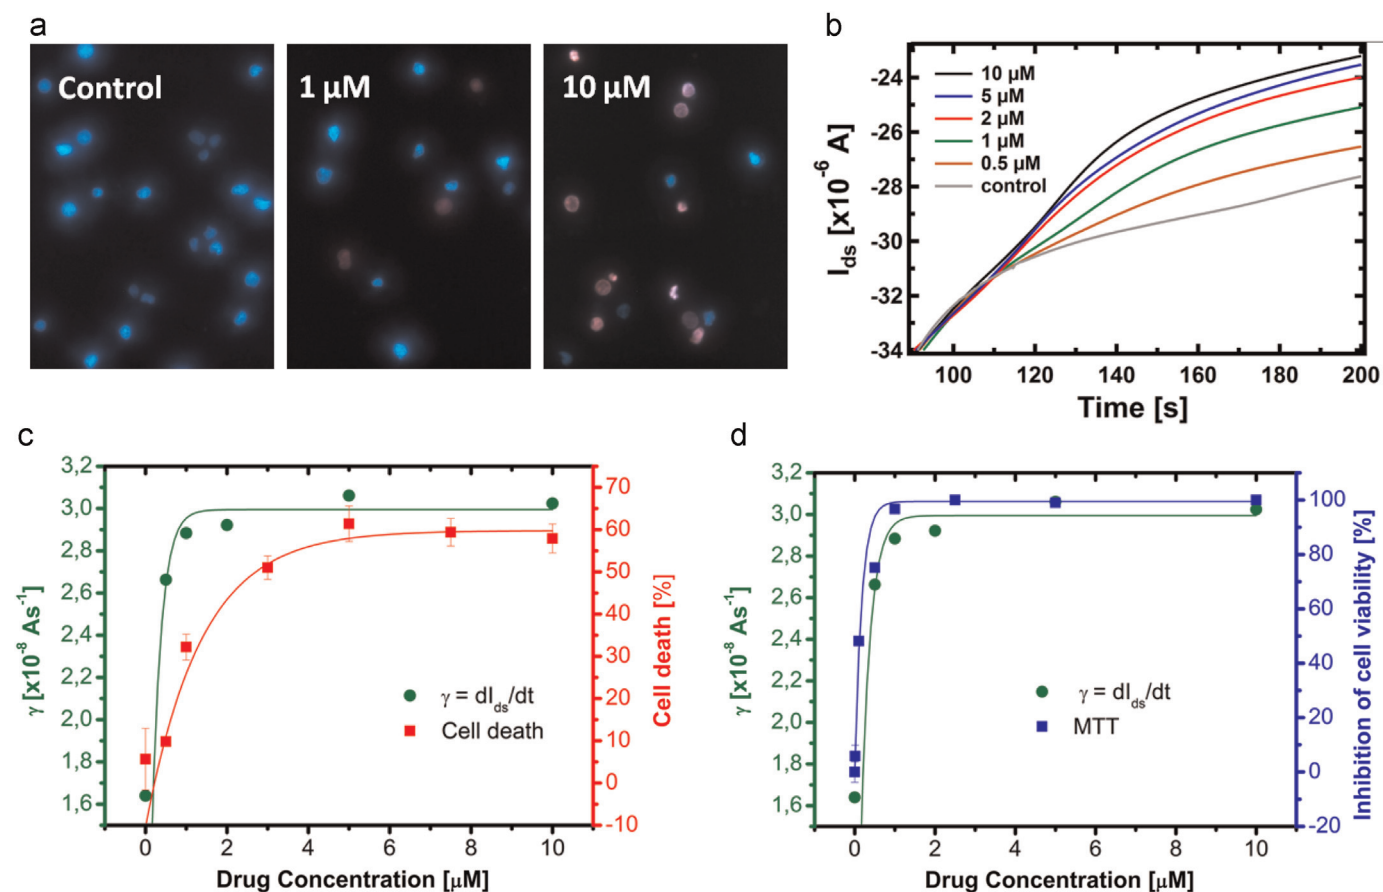 a
Control
1 μM
10 μM
b
-24
-26
-28
-30
-32
-34
I_ds [x10^-6 A]
10 μM
5 μM
2 μM
1 μM
0.5 μM
control
100 120 140 160 180 200
Time [s]
c
3,2
3,0
2,8
2,6
2,4
2,2
2,0
1,8
1,6
γ [x10^-8 As^-1]
70
60
50
40
30
20
10
0
-10
Cell death [%]
γ = dI_ds/dt
Cell death
0 2 4 6 8 10
Drug Concentration [μM]
d
3,2
3,0
2,8
2,6
2,4
2,2
2,0
1,8
1,6
γ [x10^-8 As^-1]
100
80
60
40
20
0
-20
Inhibition of cell viability [%]
γ = dI_ds/dt
MTT
0 2 4 6 8 10
Drug Concentration [μM]